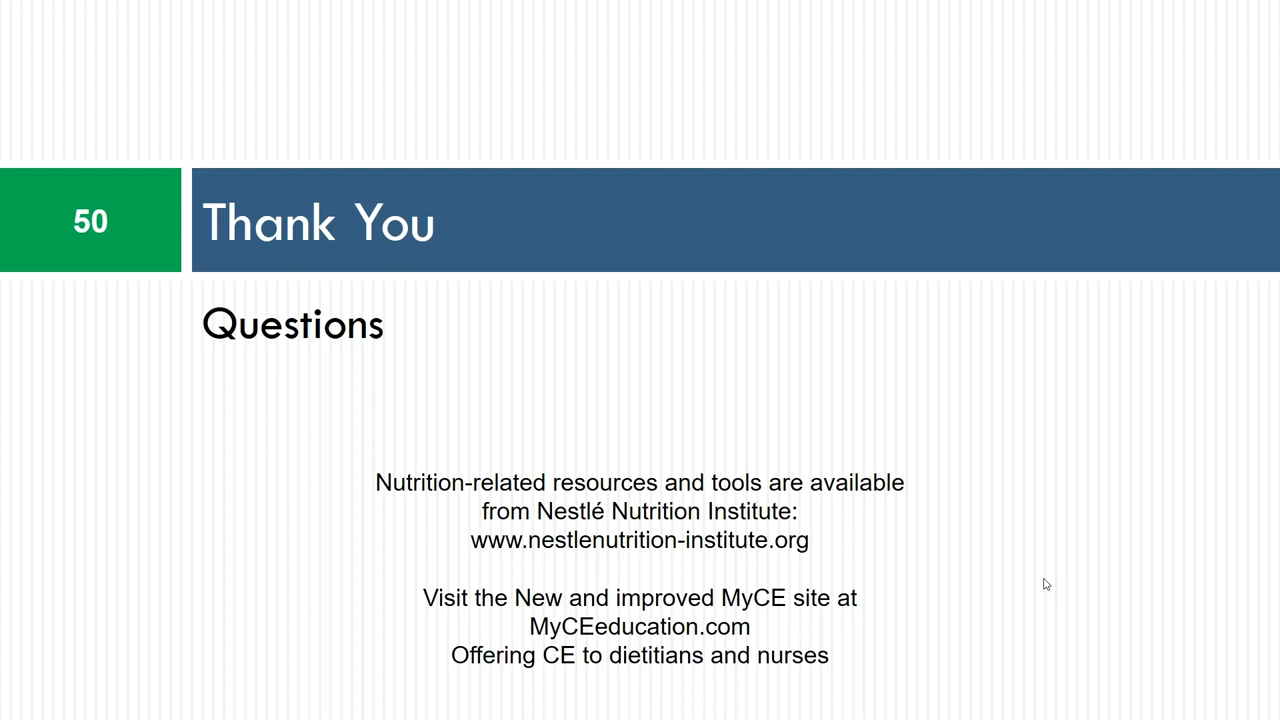 50
Thank You
Questions
Nutrition-related resources and tools are available
from Nestlé Nutrition Institute:
www.nestlenutrition-institute.org
Visit the New and improved MyCE site at
MyCEeducation.com
Offering CE to dietitians and nurses